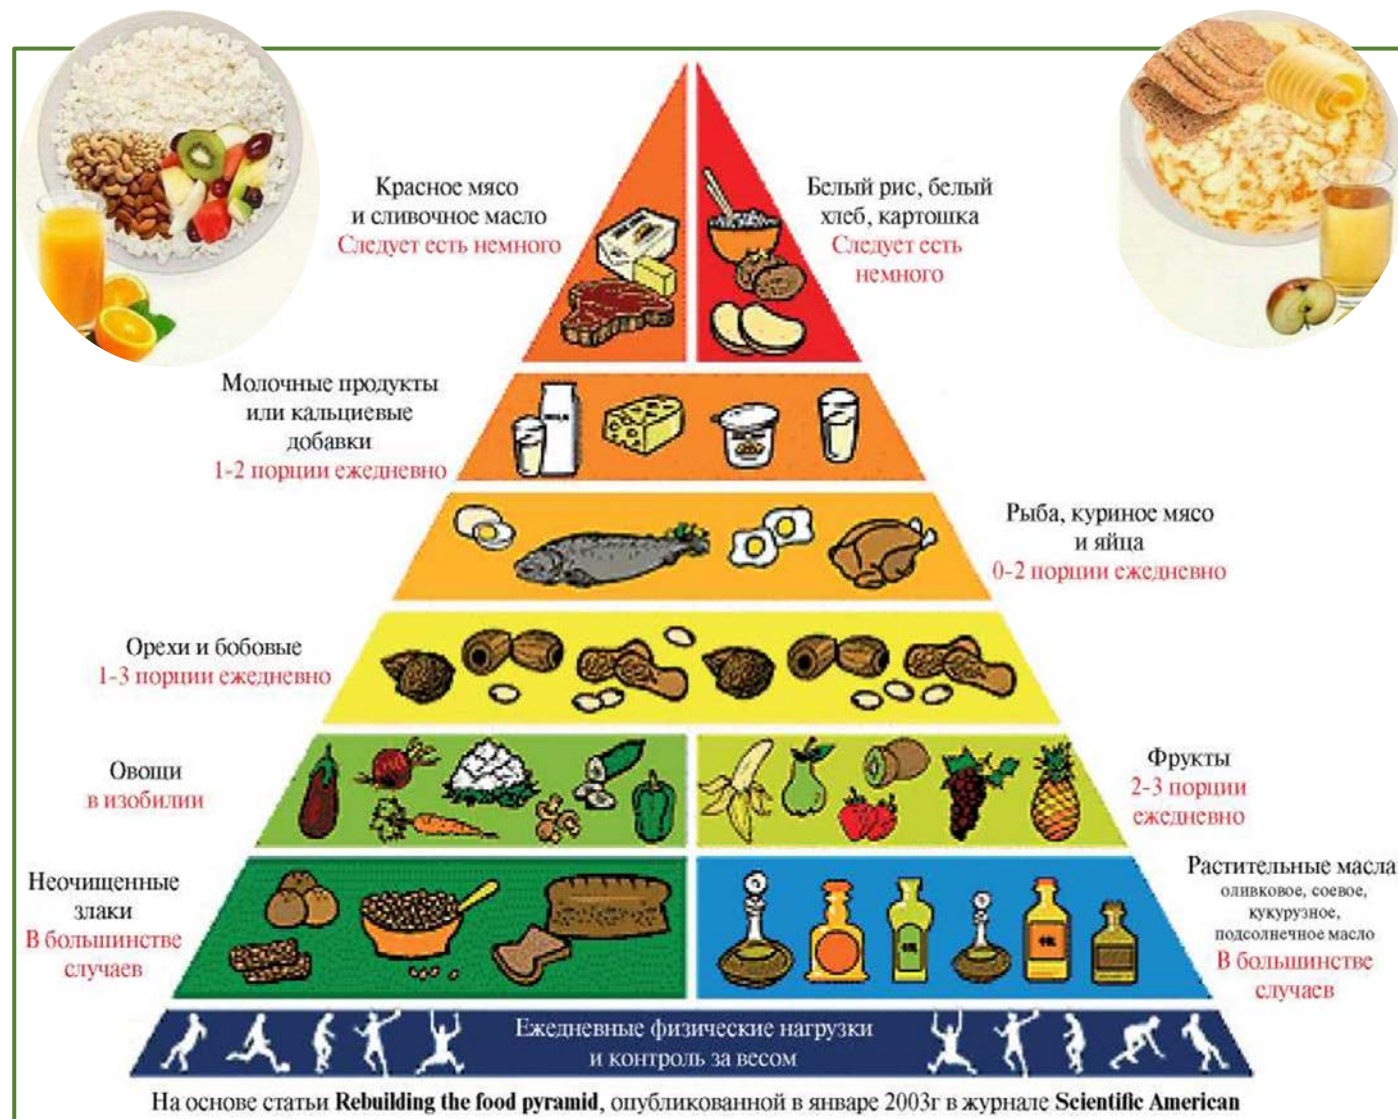 Красное мясо
и сливочное масло
Следует есть немного
Белый рис, белый
хлеб, картошка
Следует есть
немного
Молочные продукты
или кальциевые
добавки
1-2 порции ежедневно
Рыба, куриное мясо
и яйца
0-2 порции ежедневно
Орехи и бобовые
1-3 порции ежедневно
Овощи
в изобилии
Фрукты
2-3 порции
ежедневно
Неочищенные
злаки
В большинстве
случаев
Растительные масла
оливковое, соевое,
кукурузное,
подсолнечное масло
В большинстве
случаев
Ежедневные физические нагрузки
и контроль за весом
На основе статьи Rebuilding the food pyramid, опубликованной в январе 2003г в журнале Scientific American